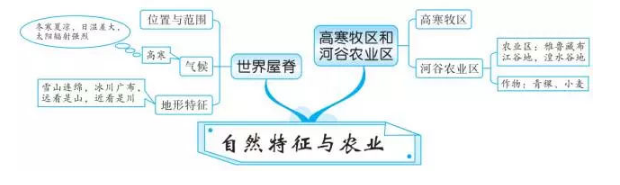 冬寒夏凉，日温差大，
太阳辐射强烈
高寒
雪山连绵，冰川广布，
远看是山，近看是川
位置与范围
气候
地形特征
世界屋脊
高寒牧区和
河谷农业区
高寒牧区
河谷农业区
农业区：雅鲁藏布
江谷地，湟水谷地
作物：青稞、小麦
自然特征与农业